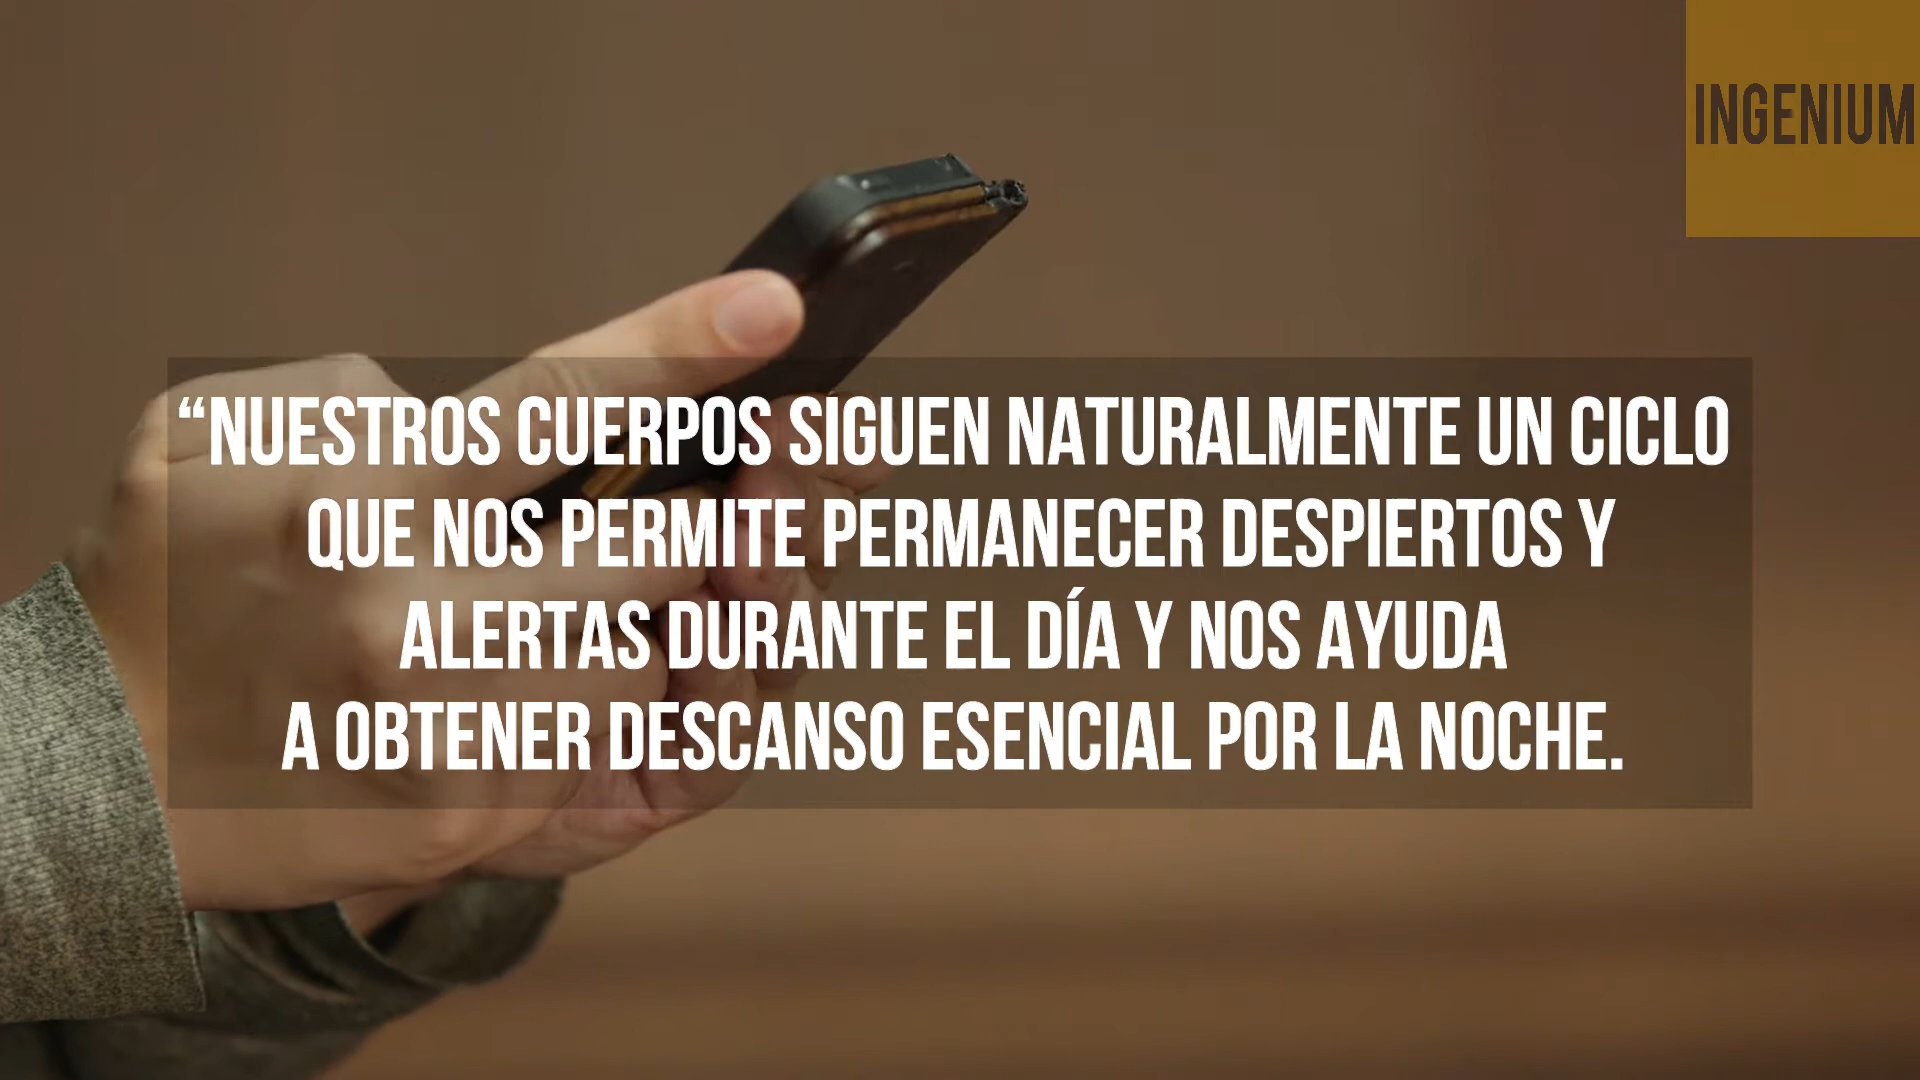 INGENIUM
“NUESTROS CUERPOS SIGUEN NATURALMENTE UN CICLO
QUE NOS PERMITE PERMANECER DESPIERTOS Y
ALERTAS DURANTE EL DÍA Y NOS AYUDA
A OBTENER DESCANSO ESENCIAL POR LA NOCHE.